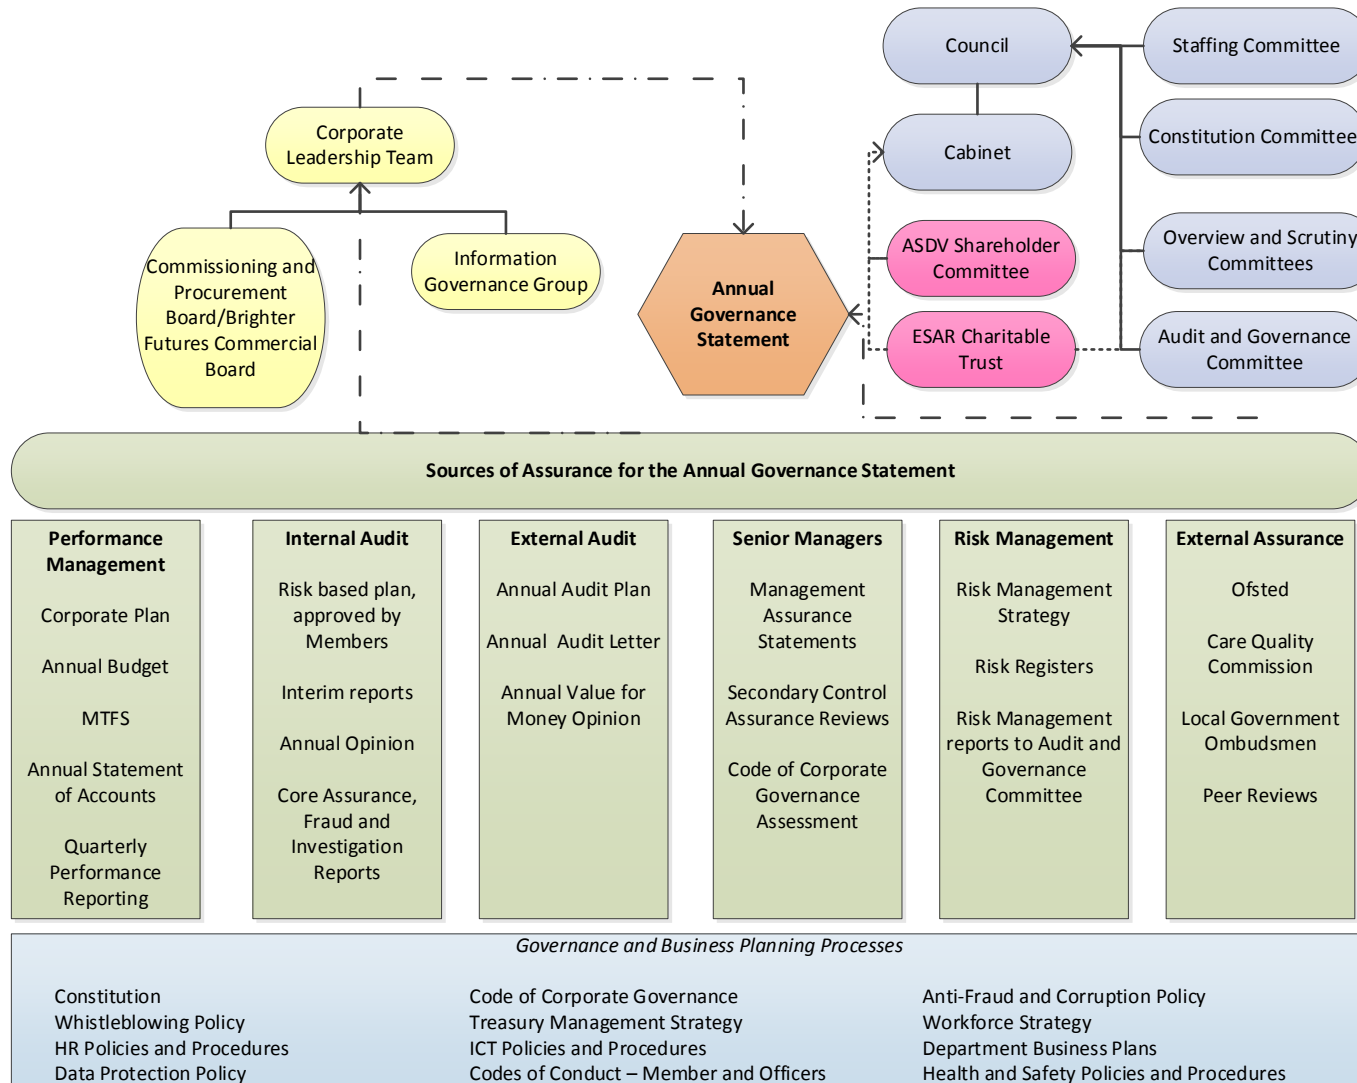 Council
Staffing Committee
Corporate
Leadership Team
Constitution Committee
Cabinet
Commissioning and
Procurement
Board/Brighter
Futures Commercial
Board
Information
Governance Group
Annual
Governance
Statement
ASDV Shareholder
Committee
Overview and Scrutiny
Committees
ESAR Charitable
Trust
Audit and Governance
Committee
Sources of Assurance for the Annual Governance Statement
Performance
Management
Corporate Plan
Annual Budget
MTFS
Annual Statement
of Accounts
Quarterly
Performance
Reporting
Internal Audit
Risk based plan,
approved by
Members
Interim reports
Annual Opinion
Core Assurance,
Fraud and
Investigation
Reports
External Audit
Annual Audit Plan
Annual  Audit Letter
Annual Value for
Money Opinion
Senior Managers
Management
Assurance
Statements
Secondary Control
Assurance Reviews
Code of Corporate
Governance
Assessment
Risk Management
Risk Management
Strategy
Risk Registers
Risk Management
reports to Audit and
Governance
Committee
External Assurance
Ofsted
Care Quality
Commission
Local Government
Ombudsmen
Peer Reviews
Governance and Business Planning Processes
Constitution
Whistleblowing Policy
HR Policies and Procedures
Data Protection Policy
Code of Corporate Governance
Treasury Management Strategy
ICT Policies and Procedures
Codes of Conduct – Member and Officers
Anti-Fraud and Corruption Policy
Workforce Strategy
Department Business Plans
Health and Safety Policies and Procedures